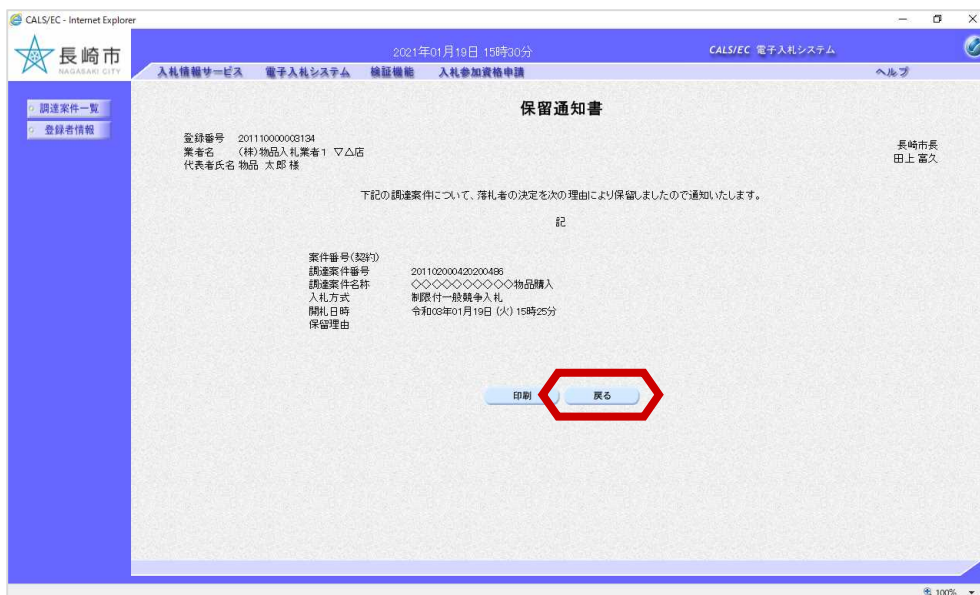 CALS/EC - Internet Explorer
長崎市
NAGASAKI CITY
2021年01月19日 15時30分
CALS/EC 電子入札システム
入札情報サービス 電子入札システム 検証機能 入札参加資格申請 ヘルプ
調達案件一覧
登録者情報
保留通知書
登録番号 201110000003134
業者名 (株)物品入札業者1 ▽△店
代表者氏名 物品 太郎 様
長崎市長
田上 富久
下記の調達案件について、落札者の決定を次の理由により保留しましたので通知いたします。
記
案件番号(契約)
調達案件番号 201102000420200486
調達案件名称 ◇◇◇◇◇◇◇◇◇◇物品購入
入札方式 制限付一般競争入札
開札日時 令和03年01月19日 (火) 15時25分
保留理由
印刷 戻る
100%